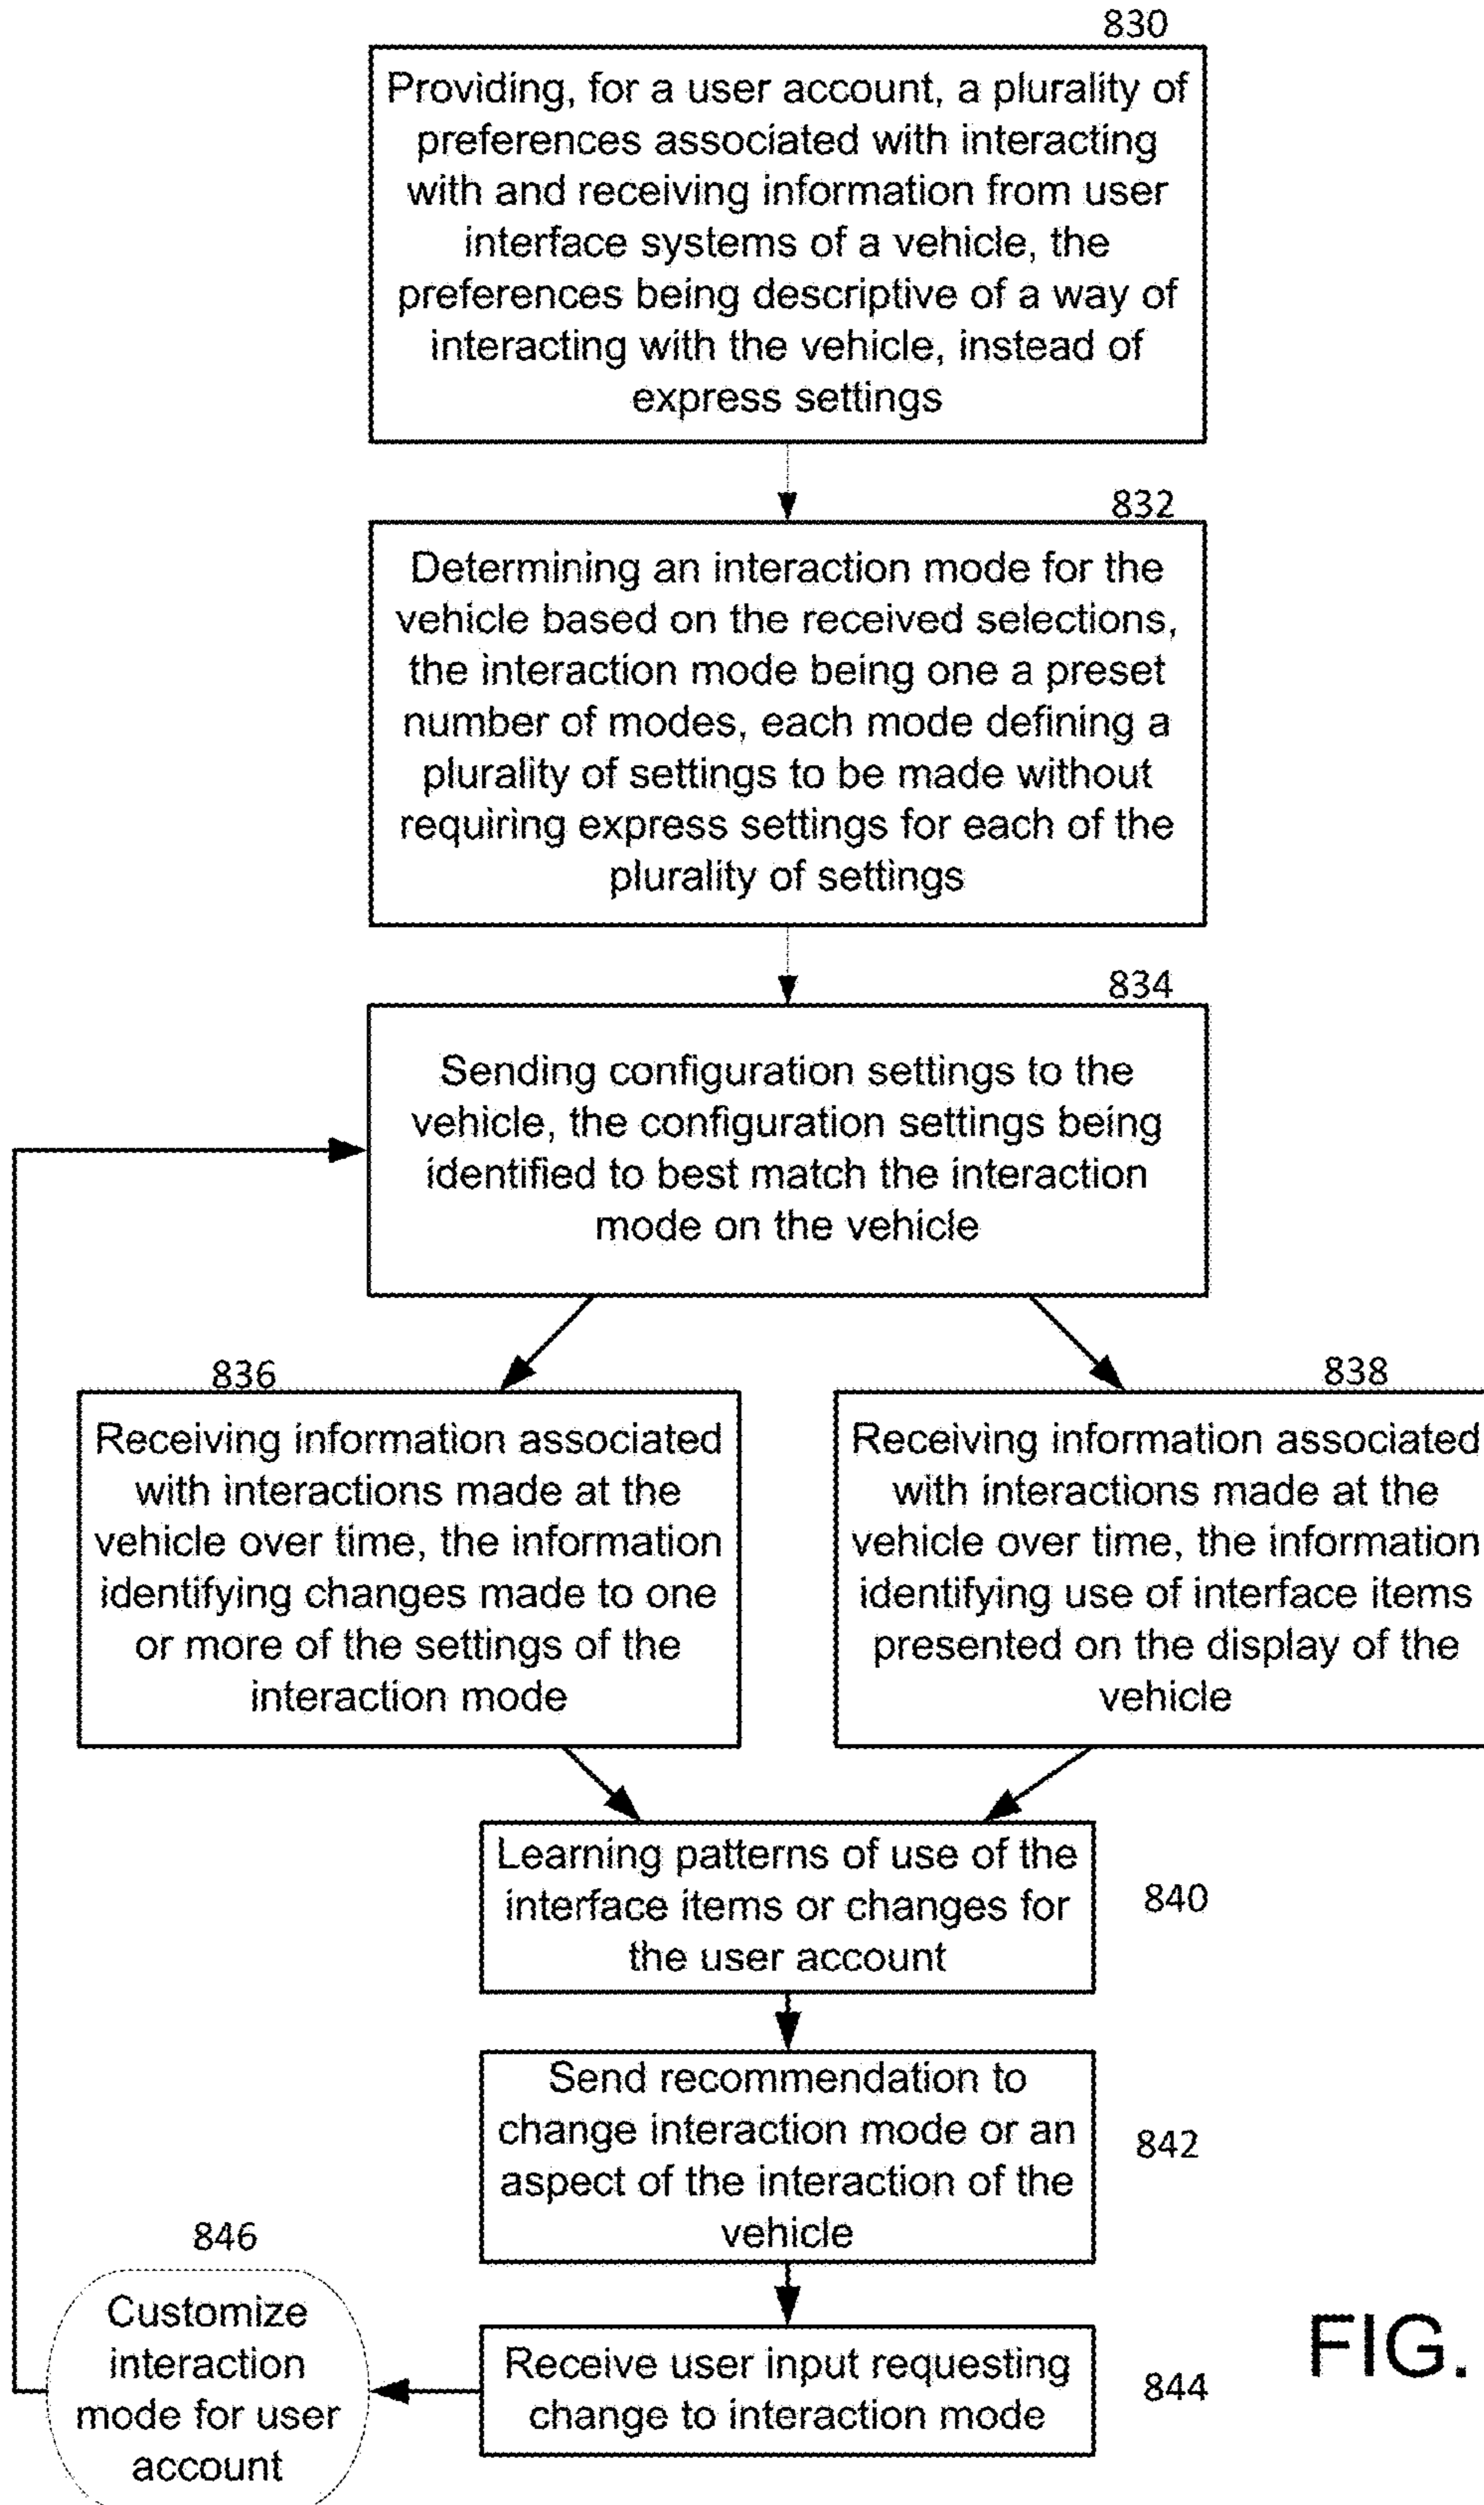 830
Providing, for a user account, a plurality of
preferences associated with interacting
with and receiving information from user
interface systems of a vehicle, the
preferences being descriptive of a way of
interacting with the vehicle, instead of
express settings
832
Determining an interaction mode for the
vehicle based on the received selections,
the interaction mode being one a preset
number of modes, each mode defining a
plurality of settings to be made without
requiring express settings for each of the
plurality of settings
834
Sending configuration settings to the
vehicle, the configuration settings being
identified to best match the interaction
mode on the vehicle
836
Receiving information associated
with interactions made at the
vehicle over time, the information
identifying changes made to one
or more of the settings of the
interaction mode
838
Receiving information associated
with interactions made at the
vehicle over time, the information
identifying use of interface items
presented on the display of the
vehicle
Learning patterns of use of the
interface items or changes for
the user account
840
Send recommendation to
change interaction mode or an
aspect of the interaction of the
vehicle
842
Receive user input requesting
change to interaction mode
844
846
Customize
interaction
mode for user
account
FIG.